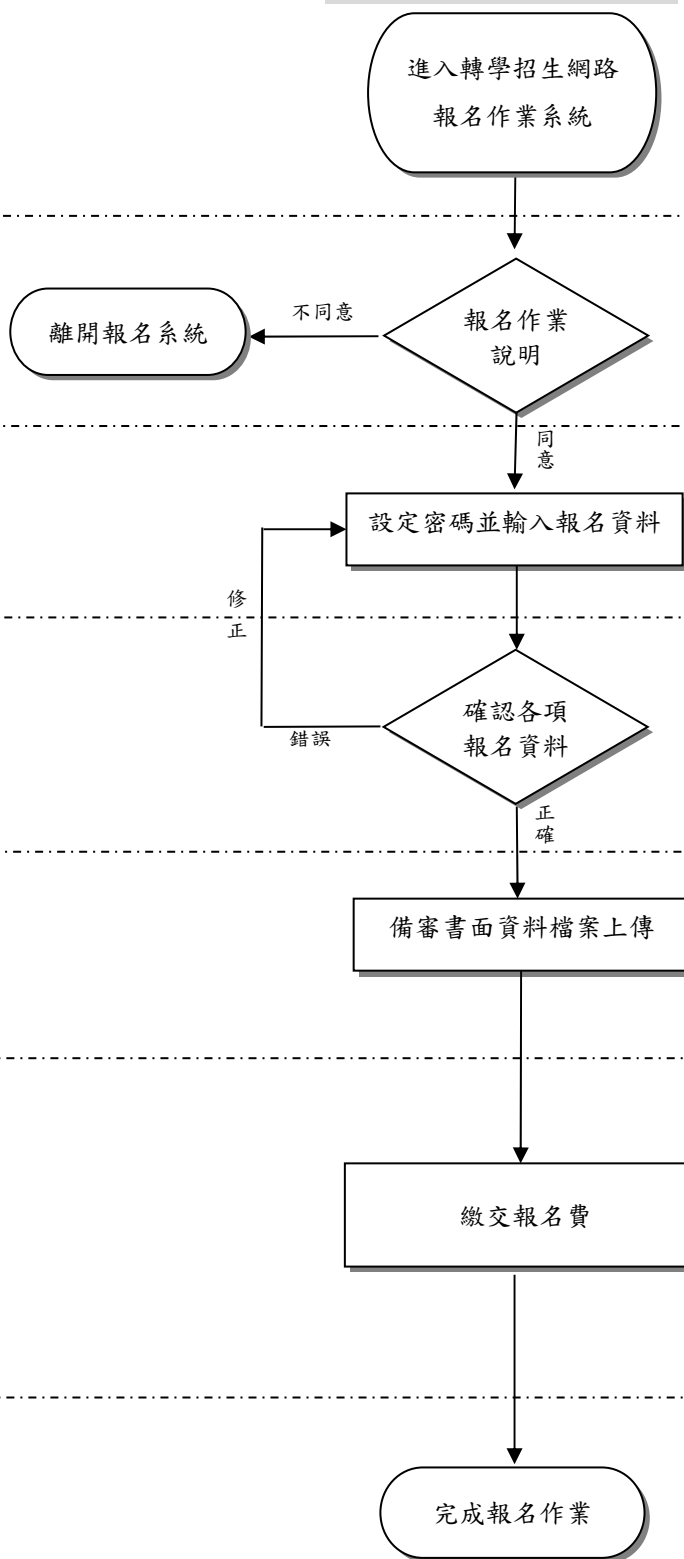 進入轉學招生網路
報名作業系統
報名作業
說明
不同意
離開報名系統
同
意
設定密碼並輸入報名資料
修
正
確認各項
報名資料
錯誤
正
確
備審書面資料檔案上傳
繳交報名費
完成報名作業